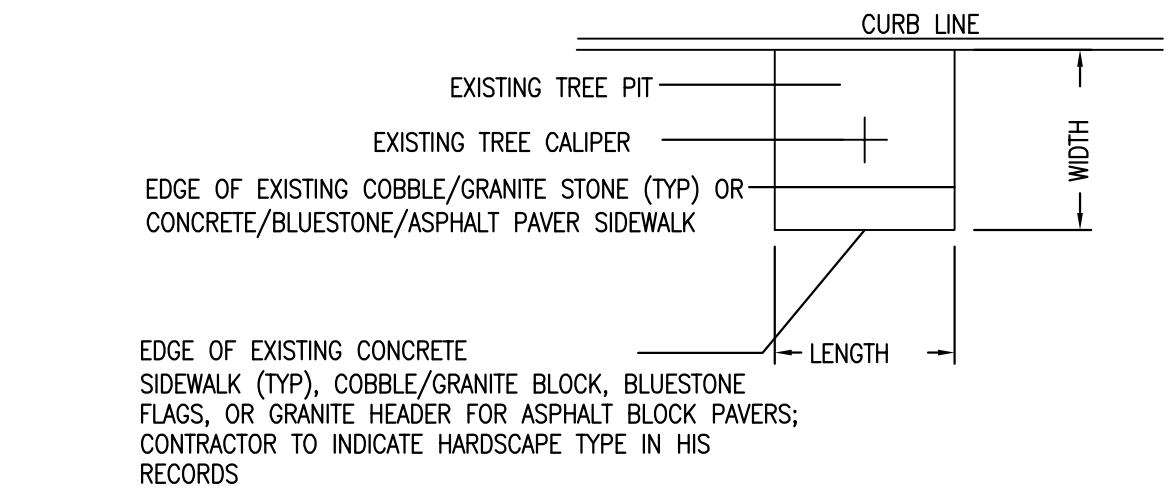 CURB LINE
EXISTING TREE PIT
EXISTING TREE CALIPER
WIDTH
EDGE OF EXISTING COBBLE/GRANITE STONE (TYP) OR
CONCRETE/BLUESTONE/ASPHALT PAVER SIDEWALK
LENGTH
EDGE OF EXISTING CONCRETE
SIDEWALK (TYP), COBBLE/GRANITE BLOCK, BLUESTONE
FLAGS, OR GRANITE HEADER FOR ASPHALT BLOCK PAVERS;
CONTRACTOR TO INDICATE HARDSCAPE TYPE IN HIS
RECORDS